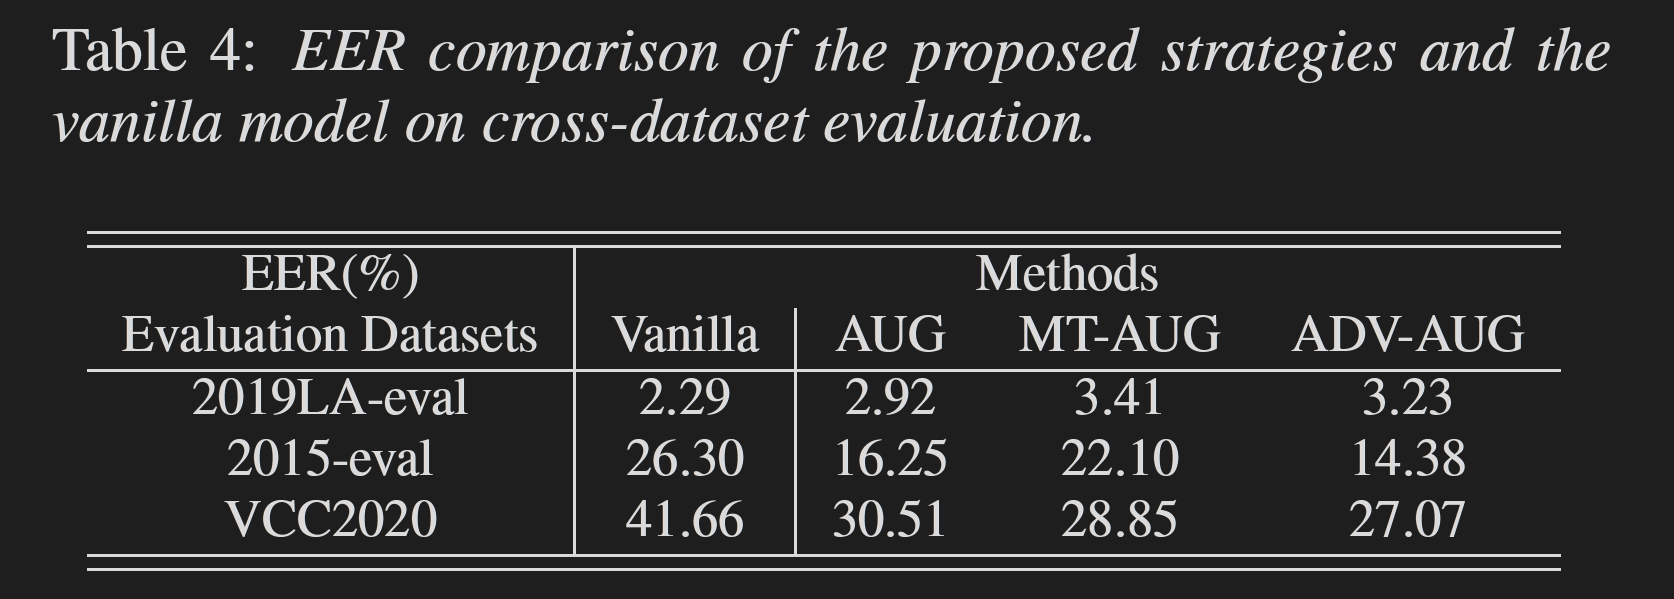 Table 4: EER comparison of the proposed strategies and the
vanilla model on cross-dataset evaluation.
EER(%) Methods
Evaluation Datasets Vanilla AUG MT-AUG ADV-AUG
2019LA-eval 2.29 2.92 3.41 3.23
2015-eval 26.30 16.25 22.10 14.38
VCC2020 41.66 30.51 28.85 27.07